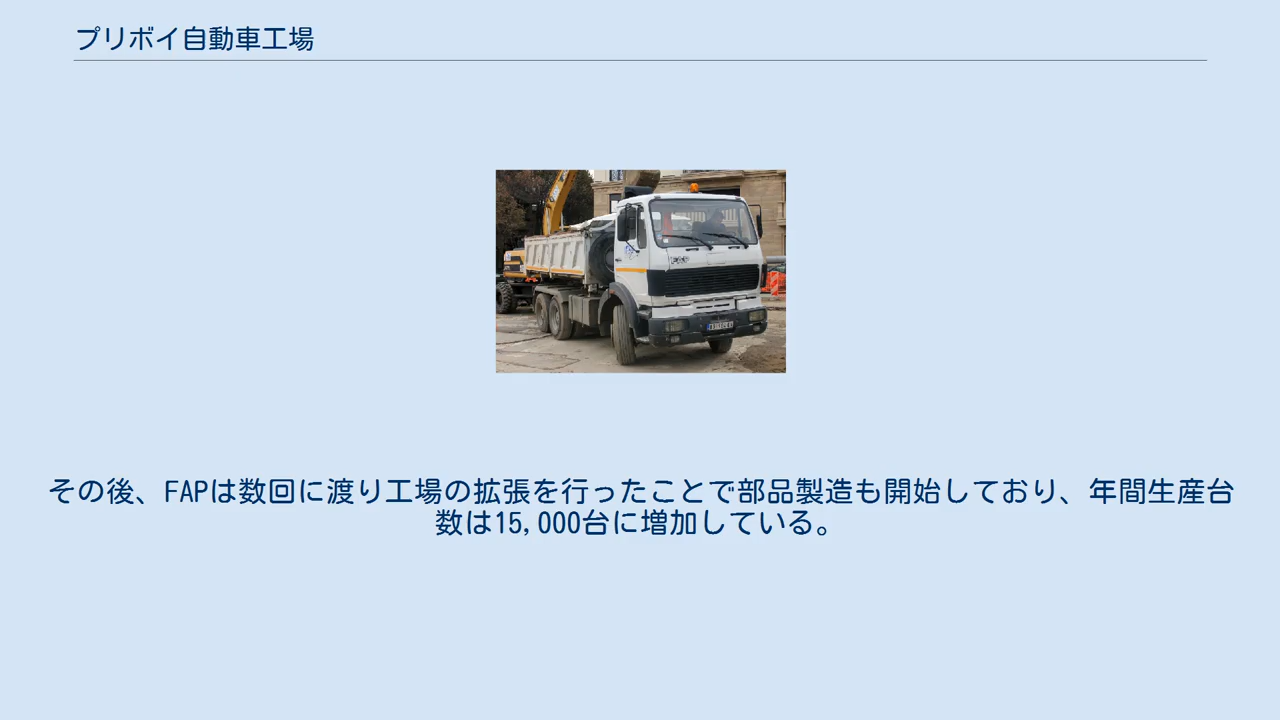 プリボイ自動車工場
FAP
その後、FAPは数回に渡り工場の拡張を行ったことで部品製造も開始しており、年間生産台
数は15,000台に増加している。